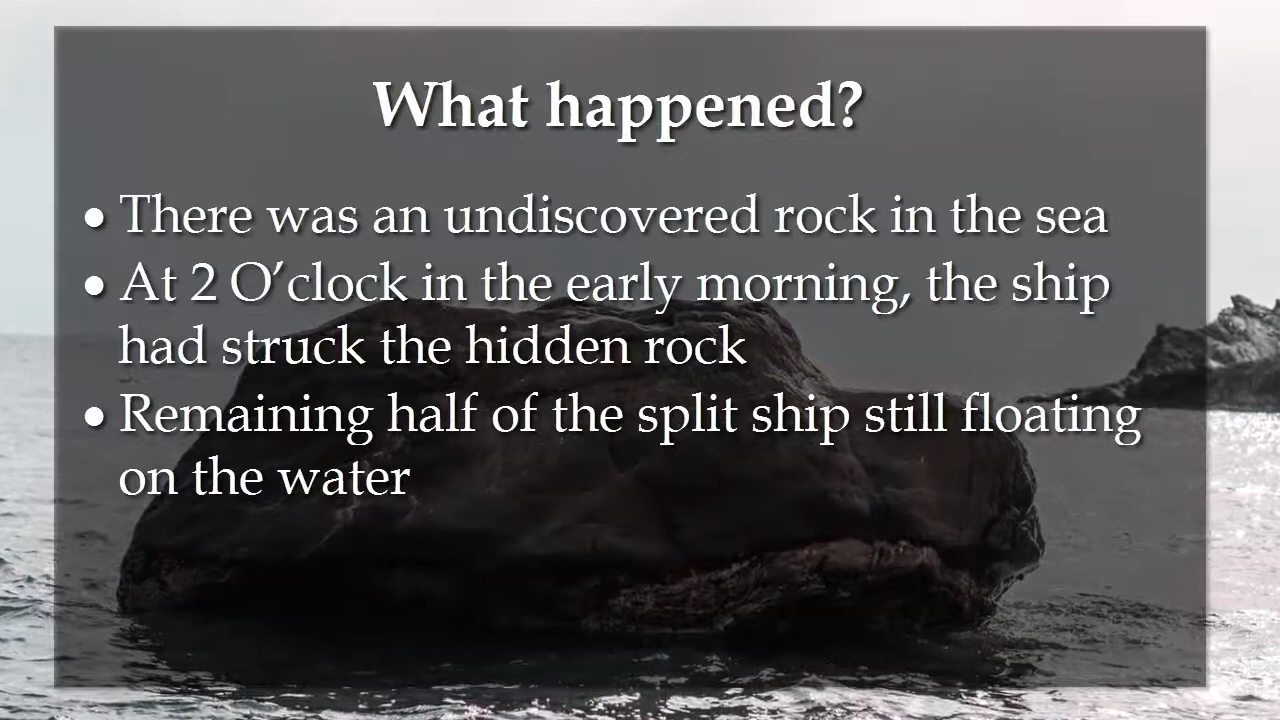 What happened?
• There was an undiscovered rock in the sea
• At 2 O’clock in the early morning, the ship
had struck the hidden rock
• Remaining half of the split ship still floating
on the water